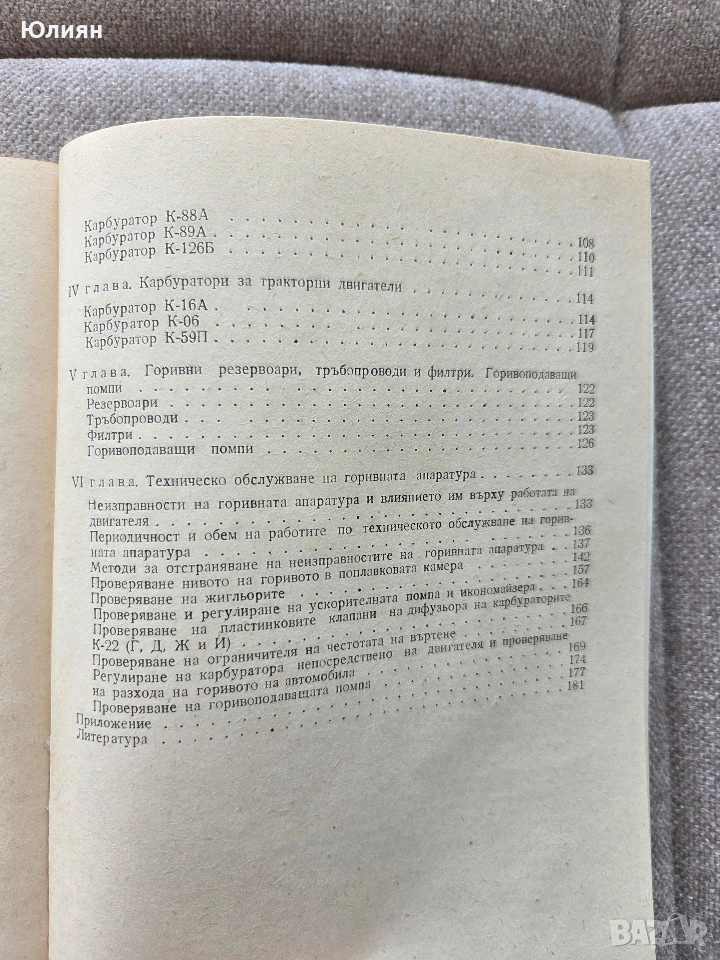 Юлиян
Карбуратор К-88А . . . . . . . . . . . . . . . . . . . . 108
Карбуратор К-89А . . . . . . . . . . . . . . . . . . . . 110
Карбуратор К-126Б . . . . . . . . . . . . . . . . . . . . 111
IV глава. Карбуратори за тракторни двигатели . . . . . . . . . . 114
Карбуратор К-16А . . . . . . . . . . . . . . . . . . . . 114
Карбуратор К-06 . . . . . . . . . . . . . . . . . . . . 117
Карбуратор К-59П . . . . . . . . . . . . . . . . . . . . 119
V глава. Горивни резервоари, тръбопроводи и филтри. Горивоподаващи
помпи . . . . . . . . . . . . . . . . . . . . 122
Резервоари . . . . . . . . . . . . . . . . . . . . 122
Тръбопроводи . . . . . . . . . . . . . . . . . . . . 123
Филтри . . . . . . . . . . . . . . . . . . . . 123
Горивоподаващи помпи . . . . . . . . . . . . . . . . . . . . 126
VI глава. Техническо обслужване на горивната апаратура . . . . . . 133
Неизправности на горивната апаратура и влиянието им върху работата на
двигателя . . . . . . . . . . . . . . . . . . . . 133
Периодичност и обем на работите по техническото обслужване на горив-
ната апаратура . . . . . . . . . . . . . . . . . . . . 136
Методи за отстраняване на неизправностите на горивната апаратура . 137
Проверяване нивото на горивото в поплавковата камера . . . . . . 142
Проверяване на жигльорите . . . . . . . . . . . . . . . . 157
Проверяване и регулиране на ускорителната помпа и икономайзера . . 164
Проверяване на пластинковите клапани на дифузьора на карбураторите
К-22 (Г, Д, Ж и И) . . . . . . . . . . . . . . . . . . . . 166
Проверяване на ограничителя на честотата на въртене . . . . . . 167
Регулиране на карбуратора непосредствено на двигателя и проверяване
на разхода на горивото на автомобила . . . . . . . . . . . . 169
Проверяване на горивоподаващата помпа . . . . . . . . . . . . 174
Приложение . . . . . . . . . . . . . . . . . . . . 177
Литература . . . . . . . . . . . . . . . . . . . . 181
BAZAR